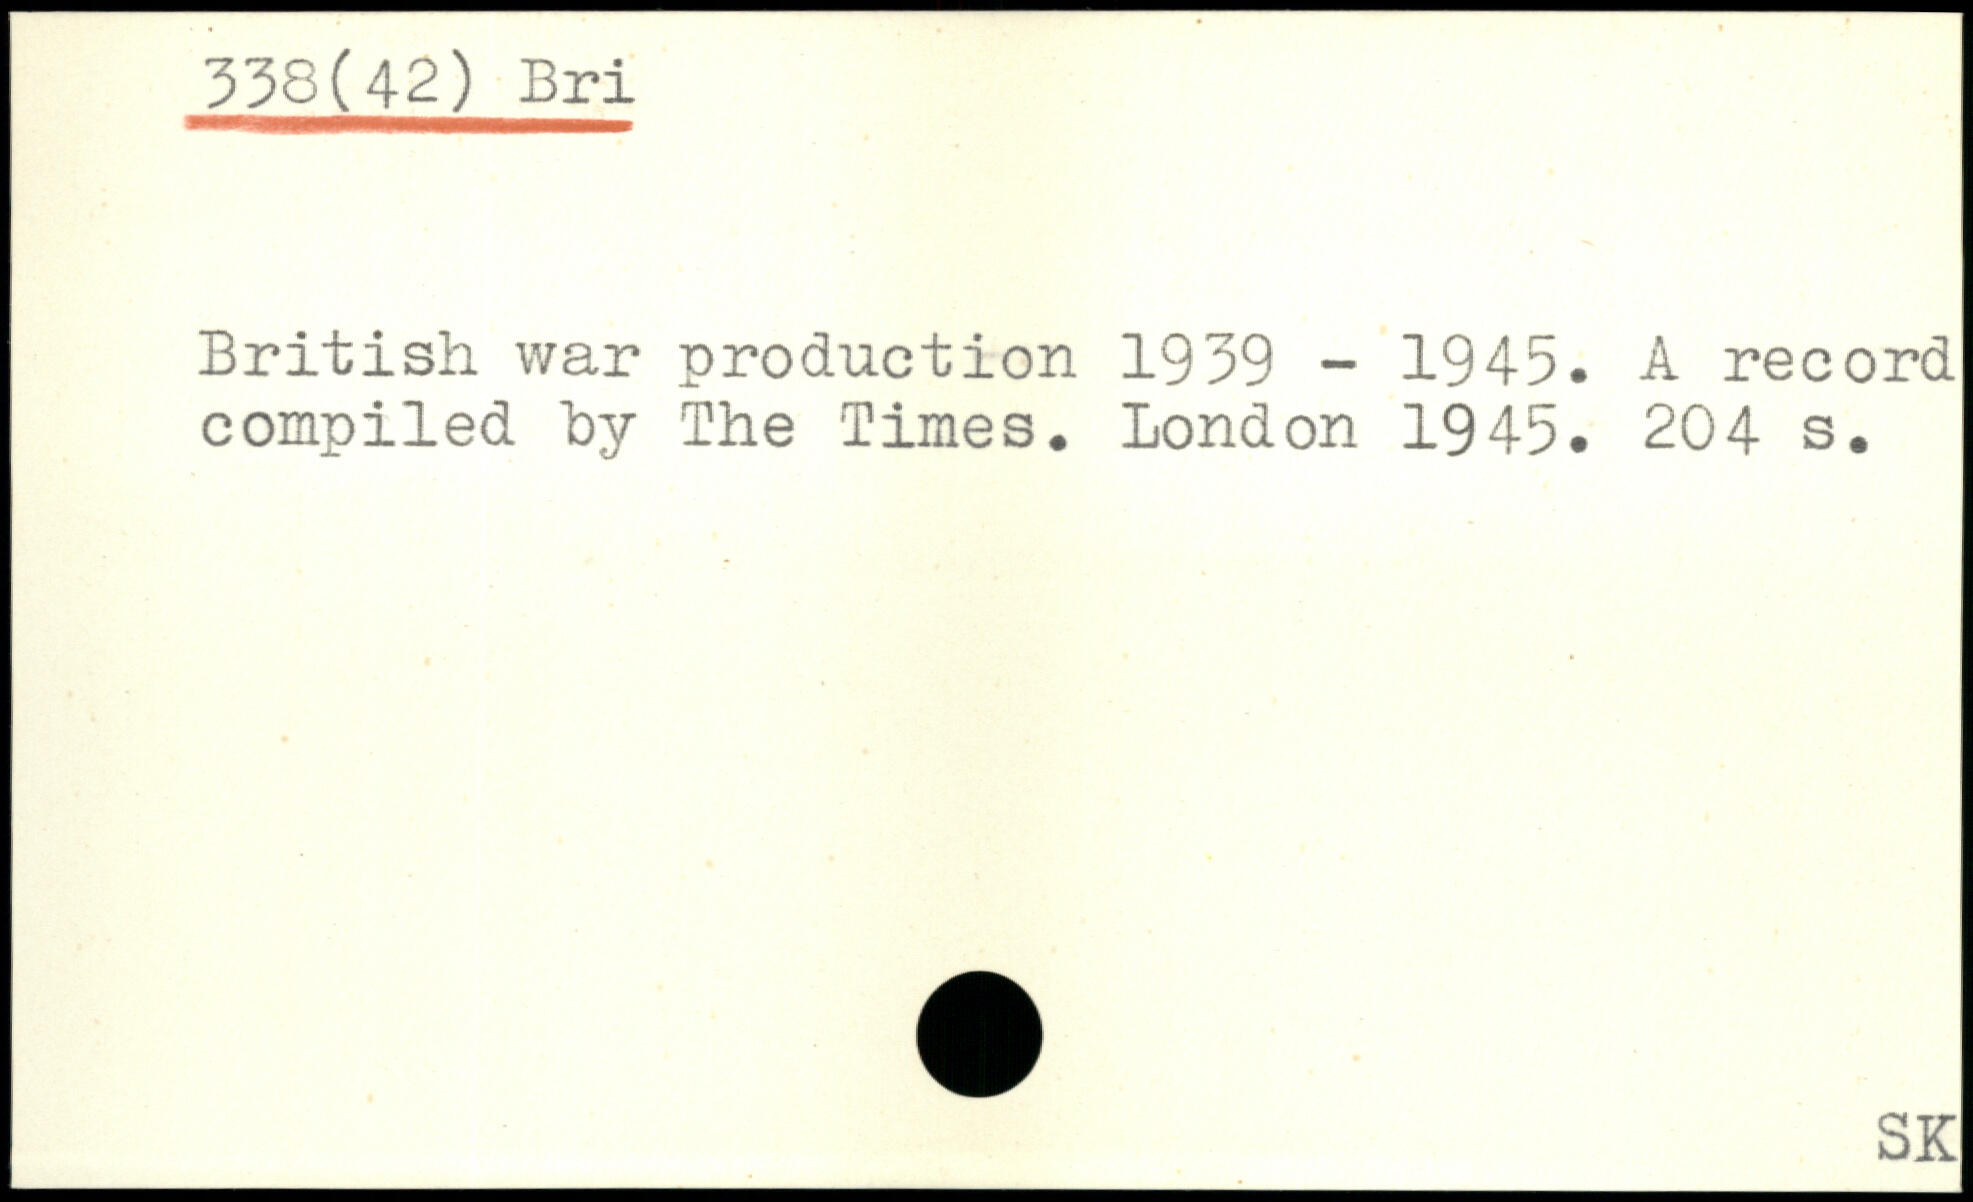 338(42) Bri
British war production 1939 - 1945. A record
compiled by The Times. London 1945. 204 s.
SK